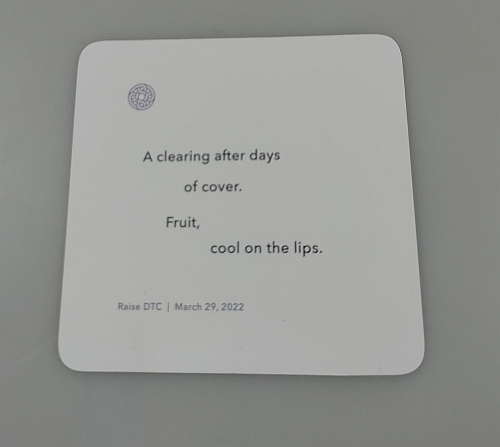 A clearing after days
of cover.
Fruit,
cool on the lips.
Raise DTC | March 29, 2022